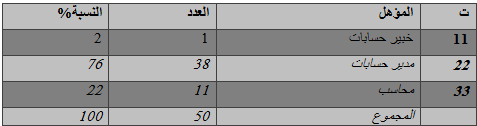 ت المؤهل العدد النسبة%
11 خبير حسابات 1 2
22 مدير حسابات 38 76
33 محاسب 11 22
المجموع 50 100